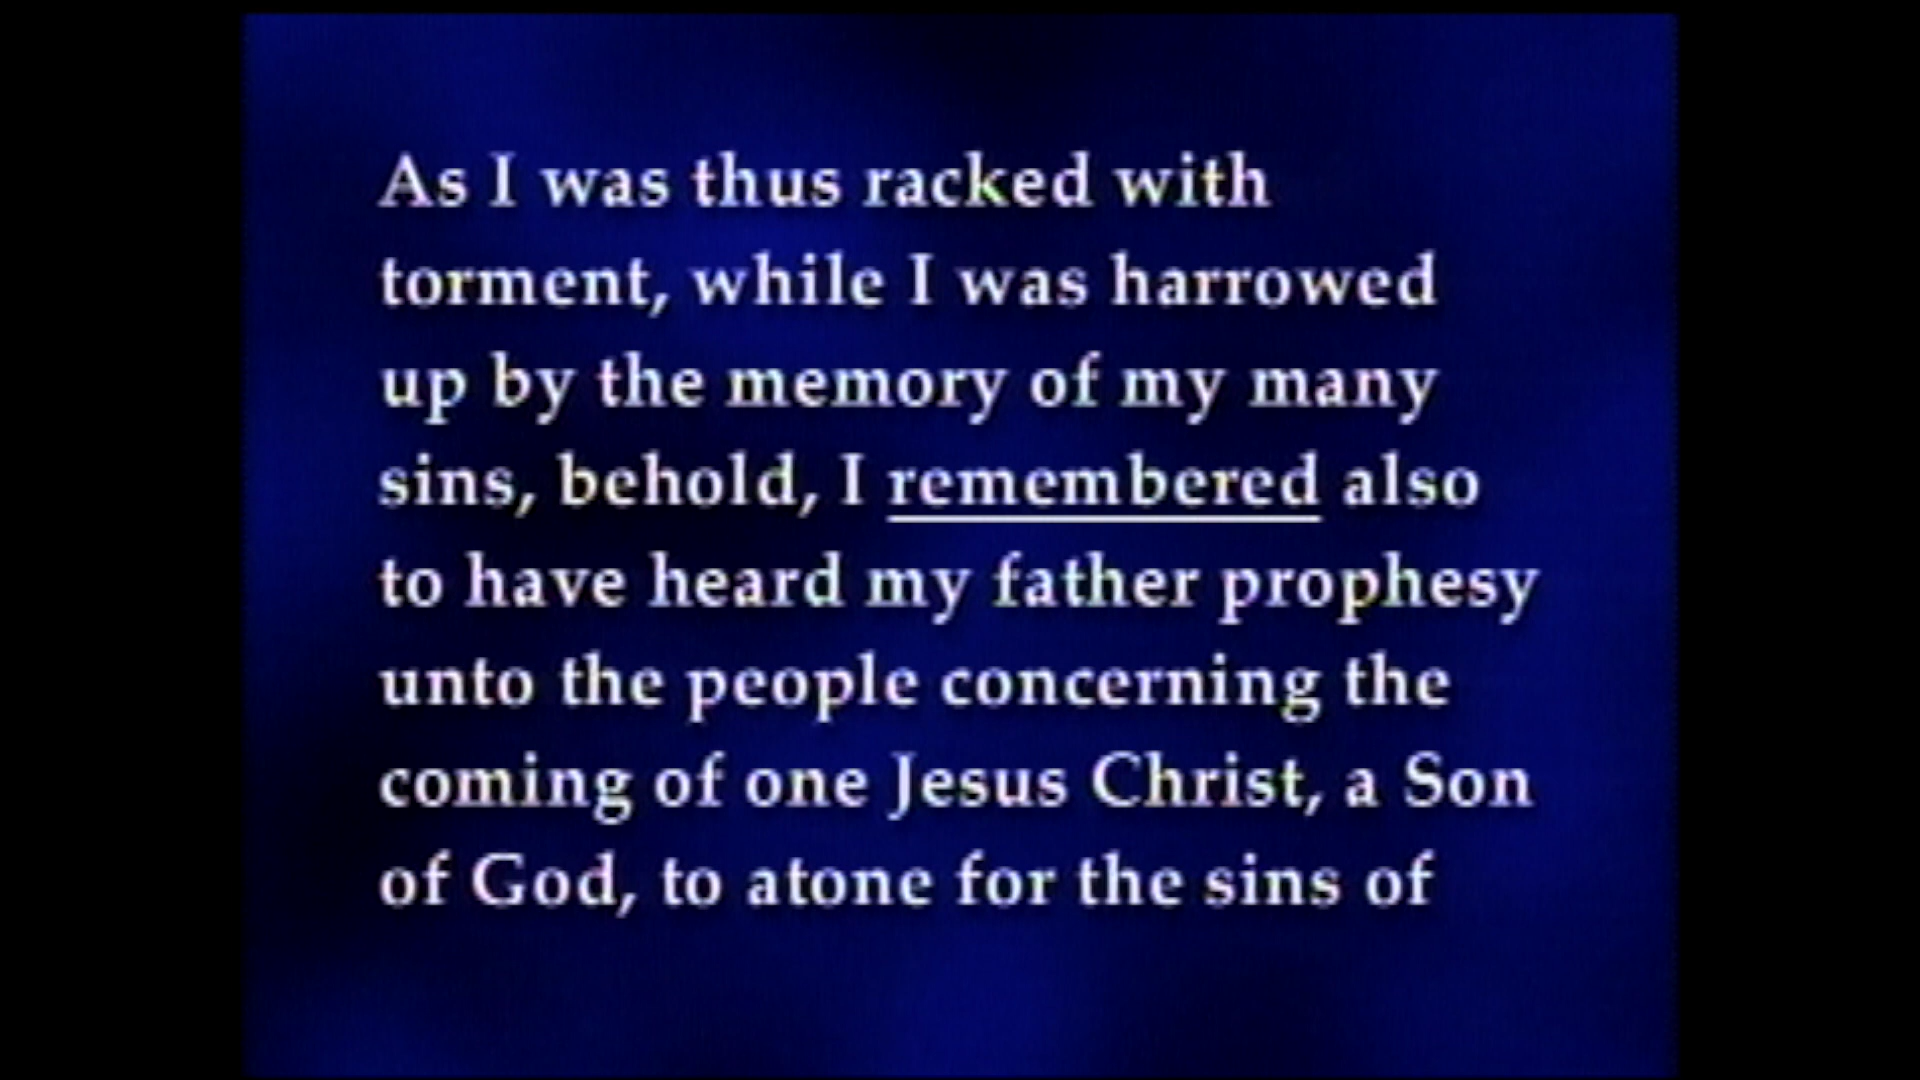 As I was thus racked with
torment, while I was harrowed
up by the memory of my many
sins, behold, I remembered also
to have heard my father prophesy
unto the people concerning the
coming of one Jesus Christ, a Son
of God, to atone for the sins of